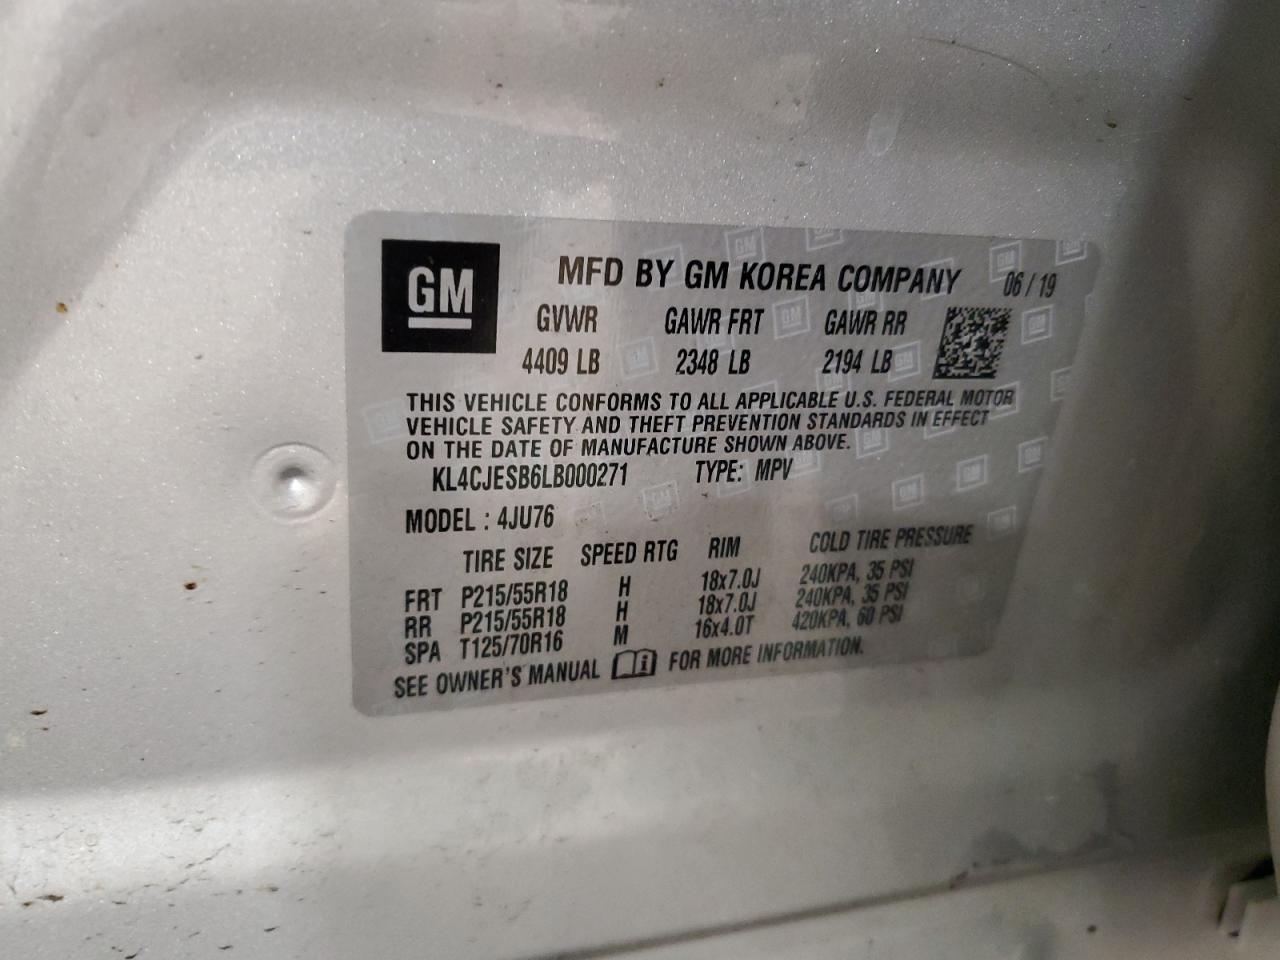 GM
MFD BY GM KOREA COMPANY 06/19
GVWR GAWR FRT GAWR RR
4409 LB 2348 LB 2194 LB
THIS VEHICLE CONFORMS TO ALL APPLICABLE U.S. FEDERAL MOTOR
VEHICLE SAFETY AND THEFT PREVENTION STANDARDS IN EFFECT
ON THE DATE OF MANUFACTURE SHOWN ABOVE.
KL4CJESB6LB000271 TYPE: MPV
MODEL : 4JU76
TIRE SIZE SPEED RTG RIM COLD TIRE PRESSURE
FRT P215/55R18 H 18x7.0J 240KPA, 35 PSI
RR P215/55R18 H 18x7.0J 240KPA, 35 PSI
SPA T125/70R16 M 16x4.0T 420KPA, 60 PSI
SEE OWNER'S MANUAL FOR MORE INFORMATION.